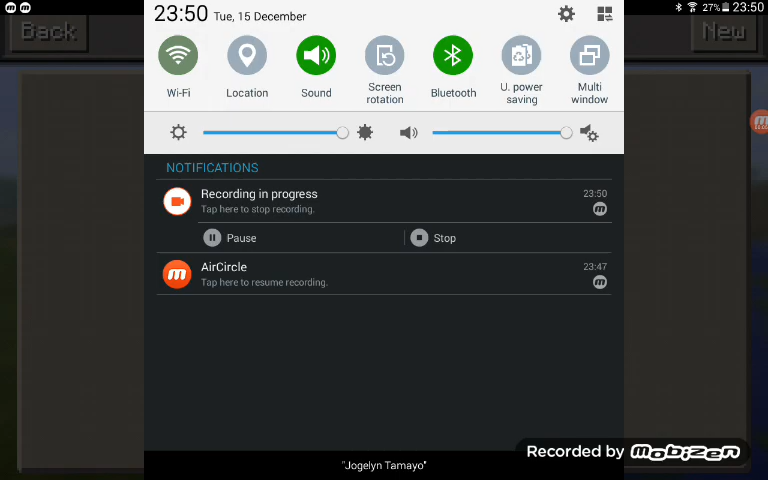 23:50 Tue, 15 December
27% 23:50
Back
New
Wi-Fi
Location
Sound
Screen
rotation
Bluetooth
U. power
saving
Multi
window
NOTIFICATIONS
Recording in progress
23:50
Tap here to stop recording.
Pause
Stop
AirCircle
23:47
Tap here to resume recording.
Recorded by Mobizen
"Jogelyn Tamayo"